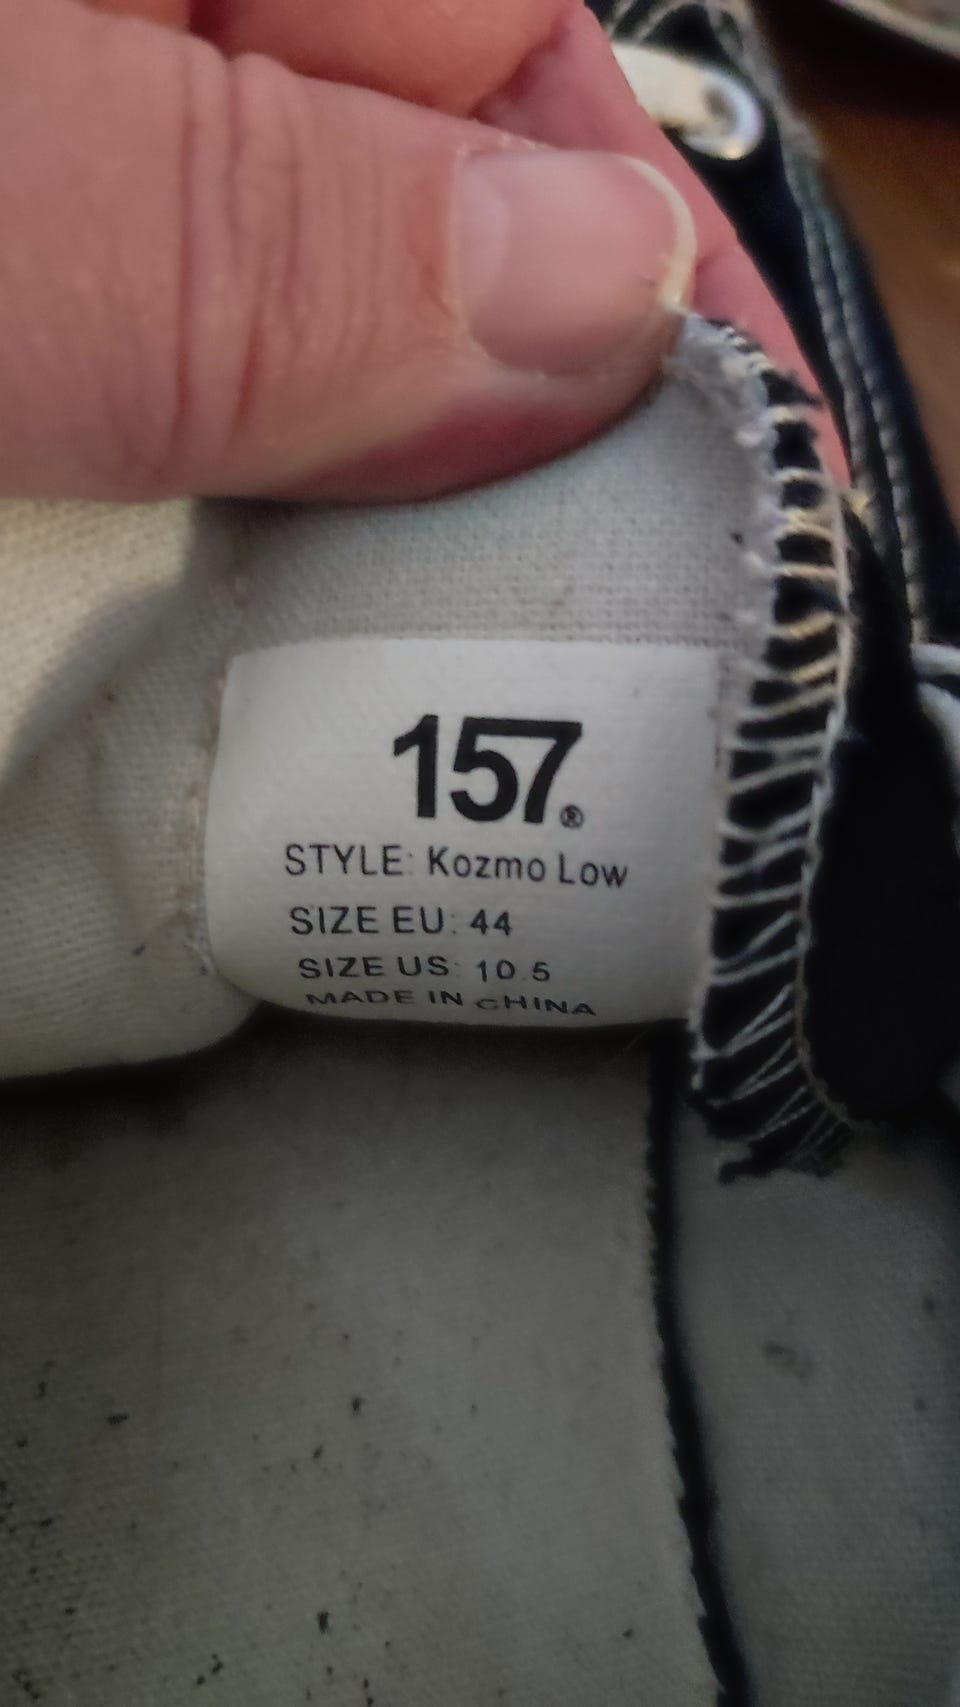 157®
STYLE: Kozmo Low
SIZE EU: 44
SIZE US: 10.5
MADE IN CHINA